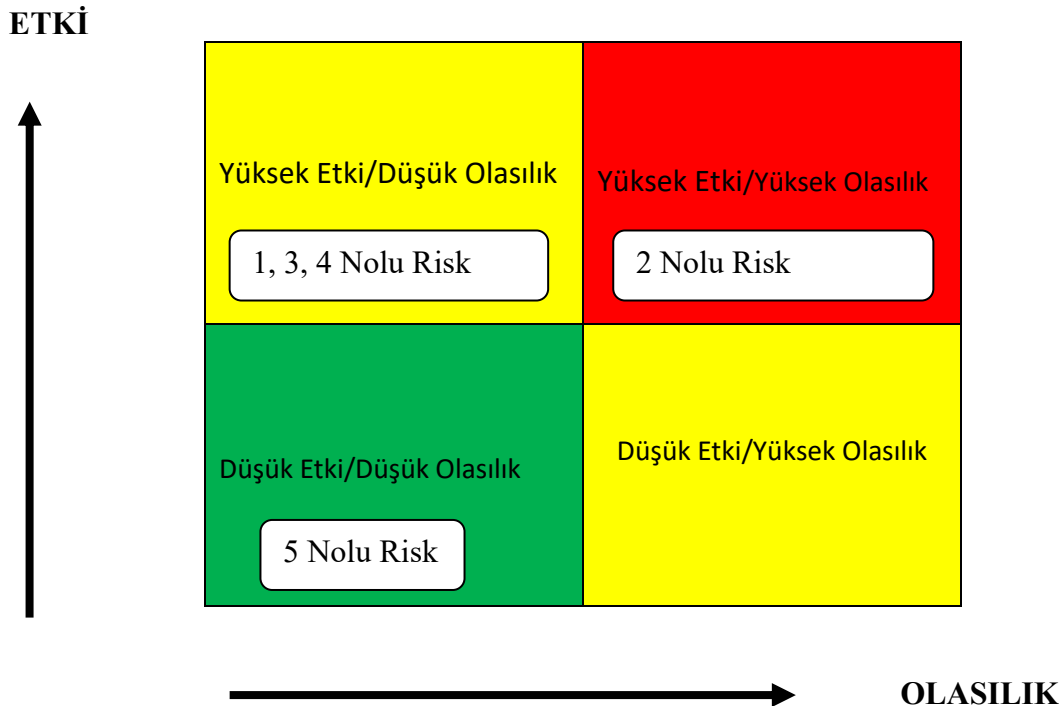 ETKİ
Yüksek Etki/Düşük Olasılık
Yüksek Etki/Yüksek Olasılık
1, 3, 4 Nolu Risk
2 Nolu Risk
Düşük Etki/Düşük Olasılık
Düşük Etki/Yüksek Olasılık
5 Nolu Risk
OLASILIK